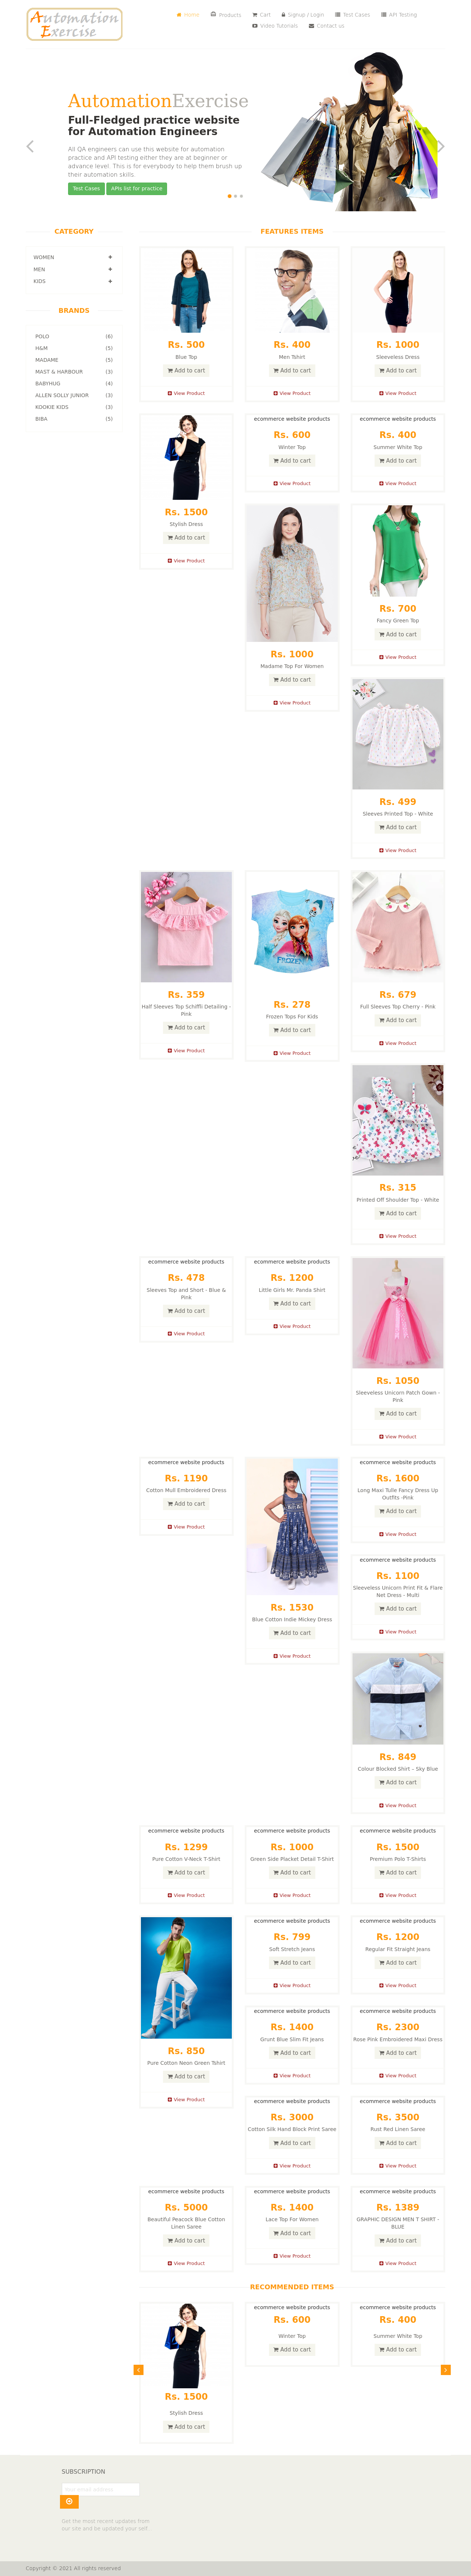 Automation
Exercise
Home
Products
Cart
Signup / Login
Test Cases
API Testing
Video Tutorials
Contact us
AutomationExercise
Full-Fledged practice website
for Automation Engineers
All QA engineers can use this website for automation
practice and API testing either they are at beginner or
advance level. This is for everybody to help them brush up
their automation skills.
Test Cases
APIs list for practice
CATEGORY
WOMEN
MEN
KIDS
BRANDS
POLO (6)
H&M (5)
MADAME (5)
MAST & HARBOUR (3)
BABYHUG (4)
ALLEN SOLLY JUNIOR (3)
KOOKIE KIDS (3)
BIBA (5)
FEATURES ITEMS
Rs. 500
Blue Top
Add to cart
View Product
Rs. 400
Men Tshirt
Add to cart
View Product
Rs. 1000
Sleeveless Dress
Add to cart
View Product
Rs. 1500
Stylish Dress
Add to cart
View Product
ecommerce website products
Rs. 600
Winter Top
Add to cart
View Product
ecommerce website products
Rs. 400
Summer White Top
Add to cart
View Product
Rs. 1000
Madame Top For Women
Add to cart
View Product
Rs. 700
Fancy Green Top
Add to cart
View Product
Rs. 499
Sleeves Printed Top - White
Add to cart
View Product
Rs. 359
Half Sleeves Top Schiffli Detailing -
Pink
Add to cart
View Product
FROZEN
Rs. 278
Frozen Tops For Kids
Add to cart
View Product
Rs. 679
Full Sleeves Top Cherry - Pink
Add to cart
View Product
Rs. 315
Printed Off Shoulder Top - White
Add to cart
View Product
ecommerce website products
Rs. 478
Sleeves Top and Short - Blue &
Pink
Add to cart
View Product
ecommerce website products
Rs. 1200
Little Girls Mr. Panda Shirt
Add to cart
View Product
Rs. 1050
Sleeveless Unicorn Patch Gown -
Pink
Add to cart
View Product
ecommerce website products
Rs. 1190
Cotton Mull Embroidered Dress
Add to cart
View Product
Rs. 1530
Blue Cotton Indie Mickey Dress
Add to cart
View Product
ecommerce website products
Rs. 1600
Long Maxi Tulle Fancy Dress Up
Outfits -Pink
Add to cart
View Product
ecommerce website products
Rs. 1100
Sleeveless Unicorn Print Fit & Flare
Net Dress - Multi
Add to cart
View Product
Rs. 849
Colour Blocked Shirt – Sky Blue
Add to cart
View Product
ecommerce website products
Rs. 1299
Pure Cotton V-Neck T-Shirt
Add to cart
View Product
ecommerce website products
Rs. 1000
Green Side Placket Detail T-Shirt
Add to cart
View Product
ecommerce website products
Rs. 1500
Premium Polo T-Shirts
Add to cart
View Product
Rs. 850
Pure Cotton Neon Green Tshirt
Add to cart
View Product
ecommerce website products
Rs. 799
Soft Stretch Jeans
Add to cart
View Product
ecommerce website products
Rs. 1200
Regular Fit Straight Jeans
Add to cart
View Product
ecommerce website products
Rs. 1400
Grunt Blue Slim Fit Jeans
Add to cart
View Product
ecommerce website products
Rs. 2300
Rose Pink Embroidered Maxi Dress
Add to cart
View Product
ecommerce website products
Rs. 3000
Cotton Silk Hand Block Print Saree
Add to cart
View Product
ecommerce website products
Rs. 3500
Rust Red Linen Saree
Add to cart
View Product
ecommerce website products
Rs. 5000
Beautiful Peacock Blue Cotton
Linen Saree
Add to cart
View Product
ecommerce website products
Rs. 1400
Lace Top For Women
Add to cart
View Product
ecommerce website products
Rs. 1389
GRAPHIC DESIGN MEN T SHIRT -
BLUE
Add to cart
View Product
RECOMMENDED ITEMS
Rs. 1500
Stylish Dress
Add to cart
ecommerce website products
Rs. 600
Winter Top
Add to cart
ecommerce website products
Rs. 400
Summer White Top
Add to cart
SUBSCRIPTION
Your email address
Get the most recent updates from
our site and be updated your self...
Copyright © 2021 All rights reserved